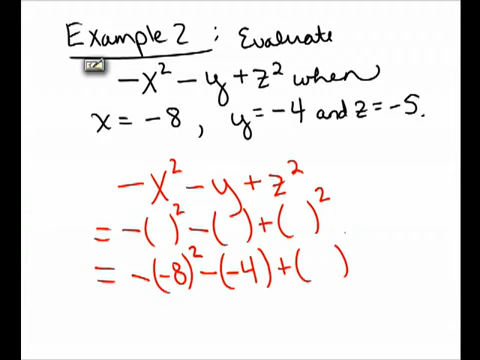 Example 2 : Evaluate
-x² - y + z² when
x = -8 , y = -4 and z = -5.
-x² - y + z²
= -( )² - ( ) + ( )²
= -(-8)² - (-4) + ( )